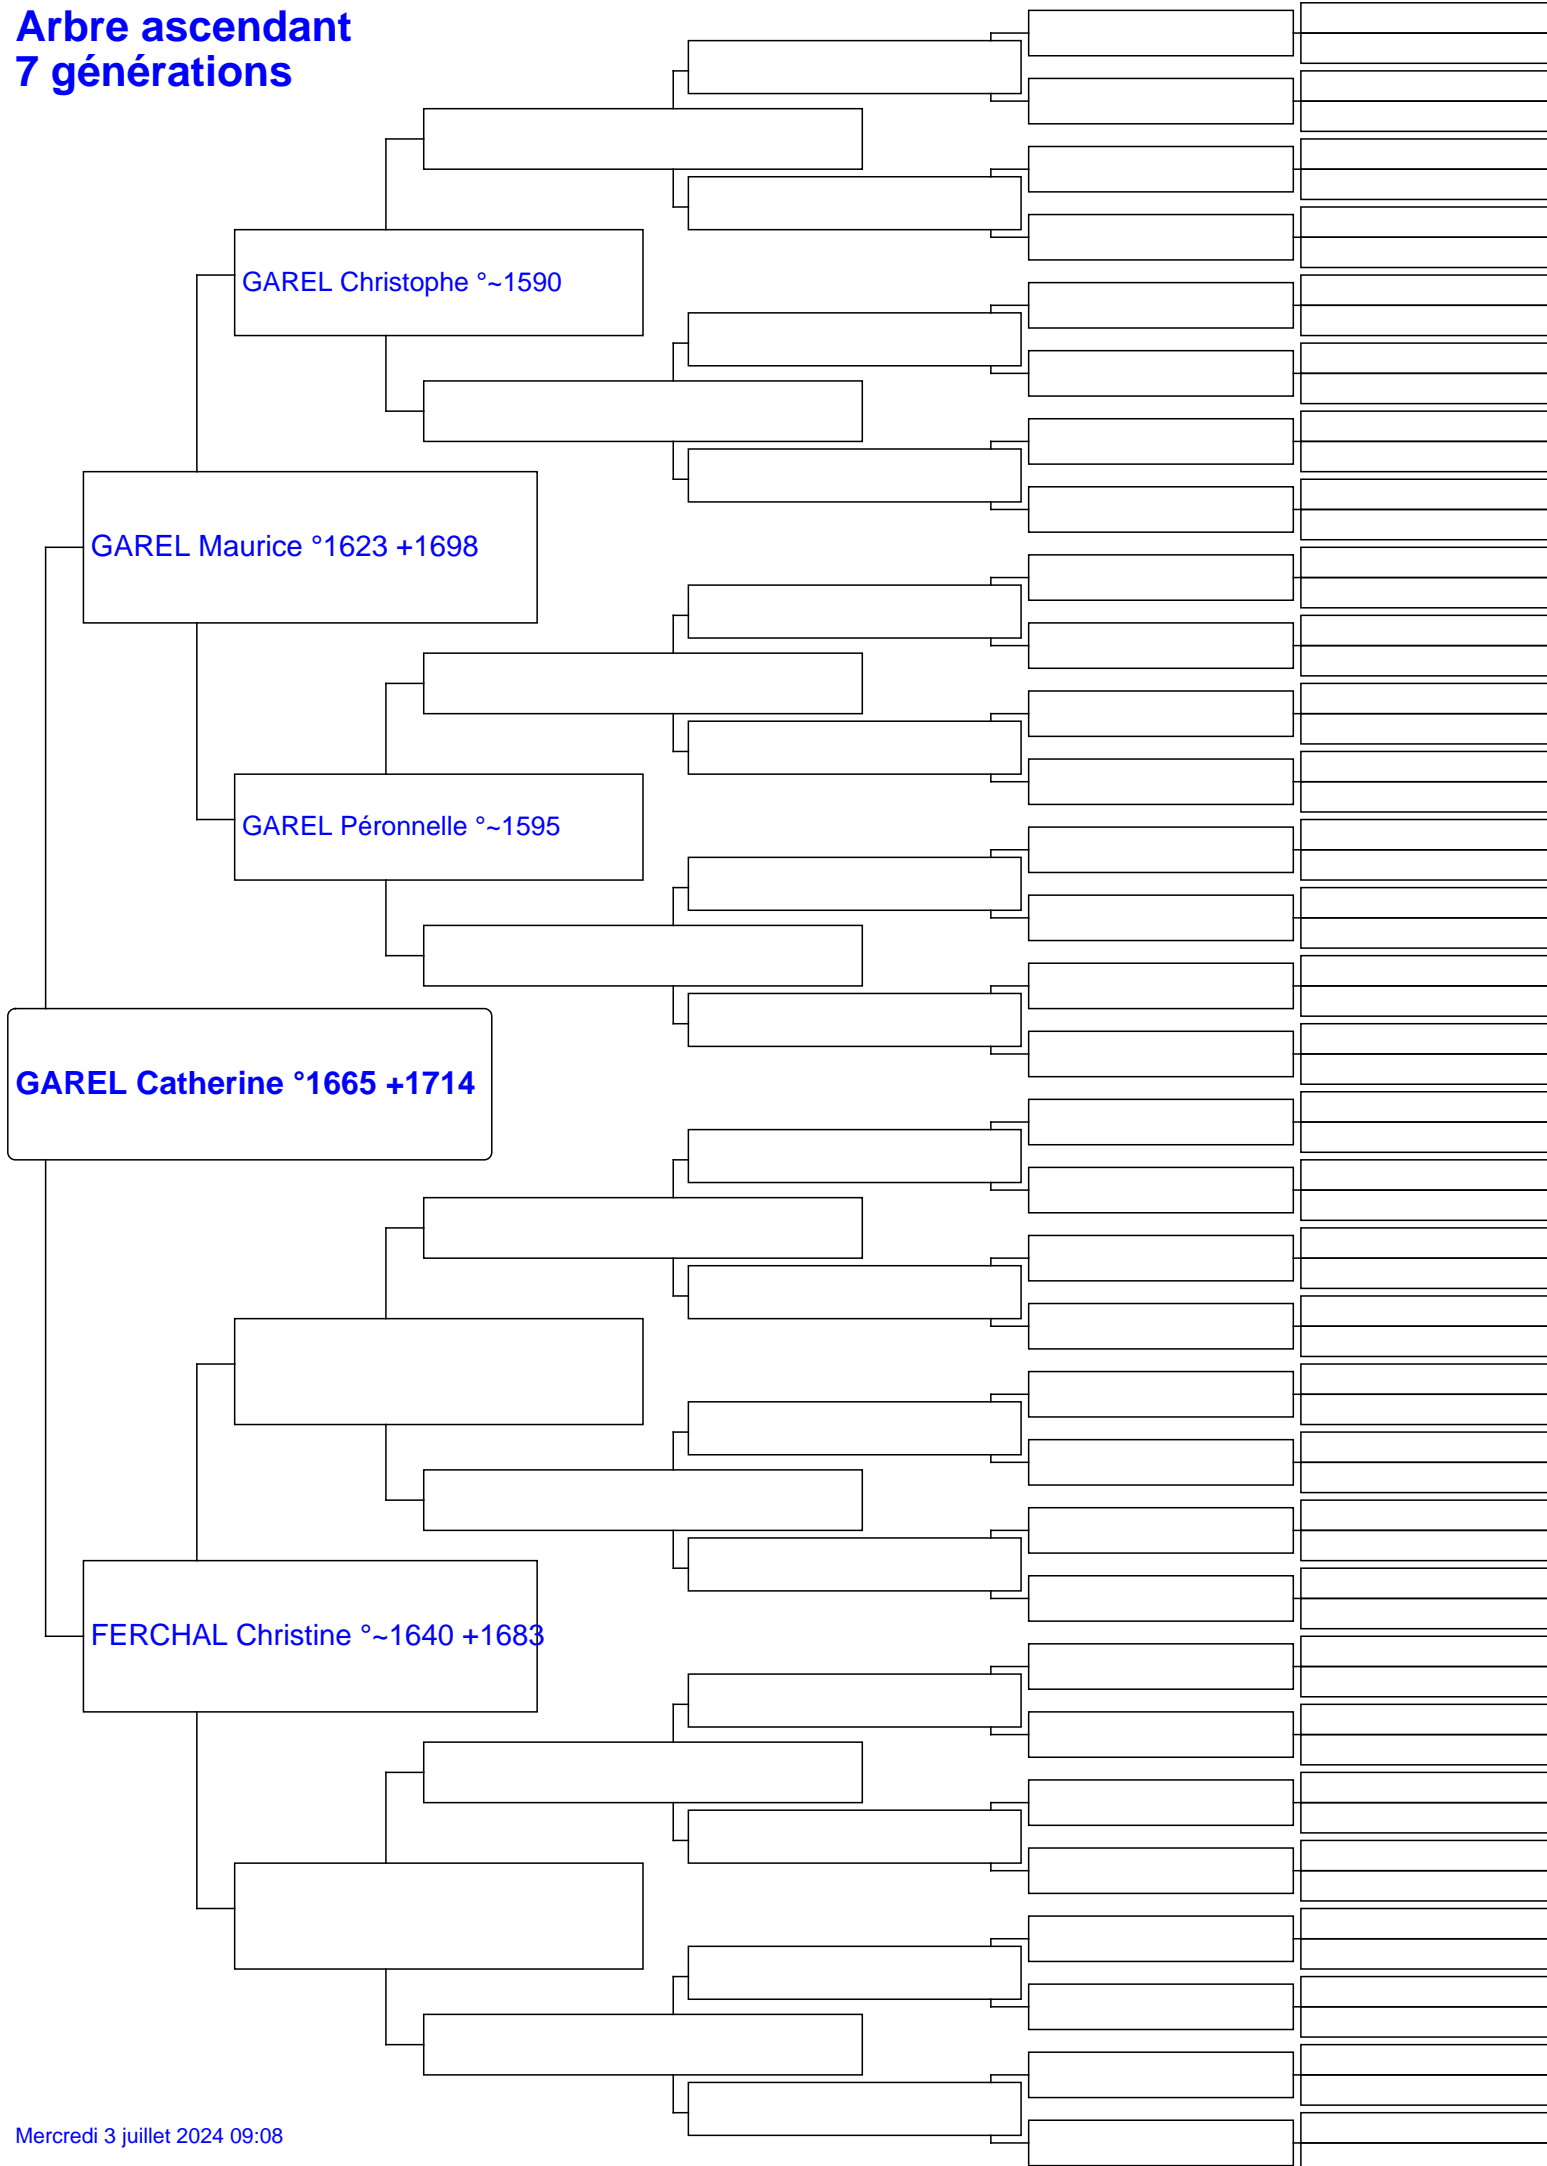 Arbre ascendant
7 générations
GAREL Christophe °~1590
GAREL Maurice °1623 +1698
GAREL Péronnelle °~1595
GAREL Catherine °1665 +1714
FERCHAL Christine °~1640 +1683
Mercredi 3 juillet 2024 09:08